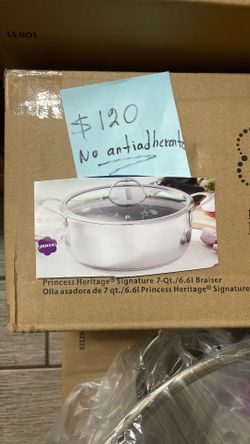 $120
No antiadherente
Princess Heritage® Signature 7-Qt./6.6l Braiser
Olla asadora de 7 qt./6.6l Princess Heritage® Signature